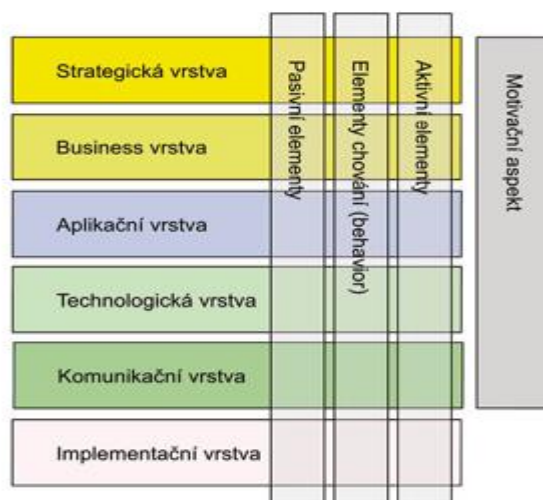 Strategická vrstva
Business vrstva
Aplikační vrstva
Technologická vrstva
Komunikační vrstva
Implementační vrstva
Pasivní elementy
Elementy chování (behavior)
Aktivní elementy
Motivační aspekt